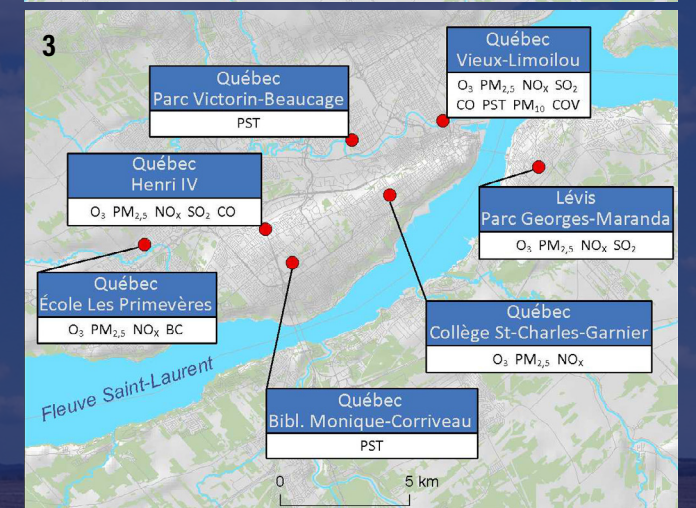 3
Québec
Vieux-Limoilou
O₃ PM₂,₅ NOₓ SO₂
CO PST PM₁₀ COV
Québec
Parc Victorin-Beaucage
PST
Québec
Henri IV
O₃ PM₂,₅ NOₓ SO₂ CO
Lévis
Parc Georges-Maranda
O₃ PM₂,₅ NOₓ SO₂
Québec
École Les Primevères
O₃ PM₂,₅ NOₓ BC
Québec
Collège St-Charles-Garnier
O₃ PM₂,₅ NOₓ
Fleuve Saint-Laurent
Québec
Bibl. Monique-Corriveau
PST
0 5 km